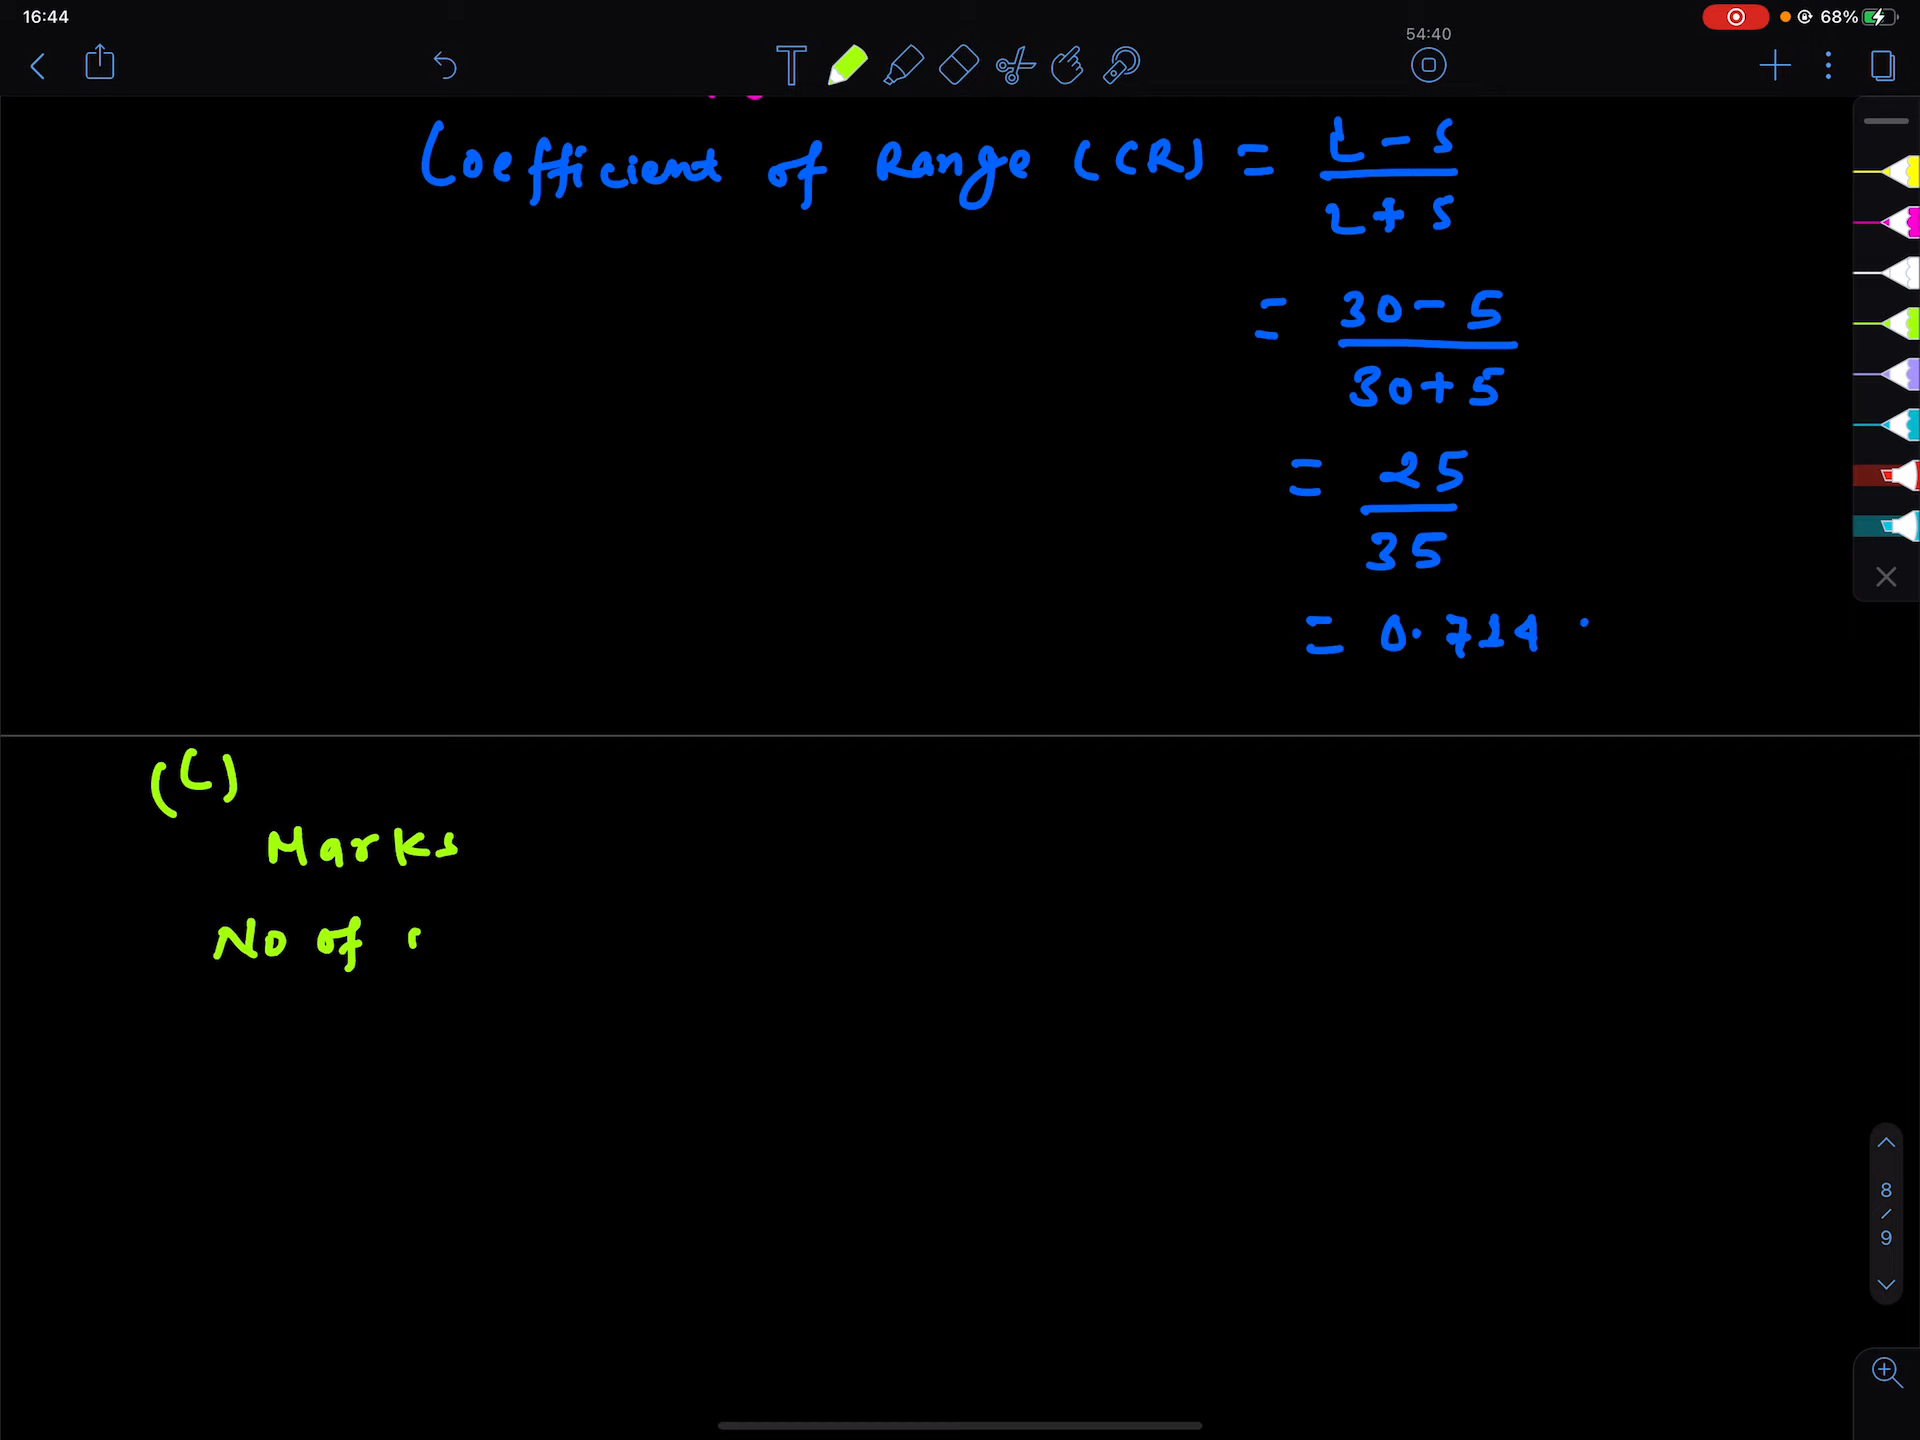 16:44
68%
54:40
Coefficient of Range (CR) = L - S
L + S
= 30 - 5
30 + 5
= 25
35
= 0.714 .
(C)
Marks
No of
8
/
9